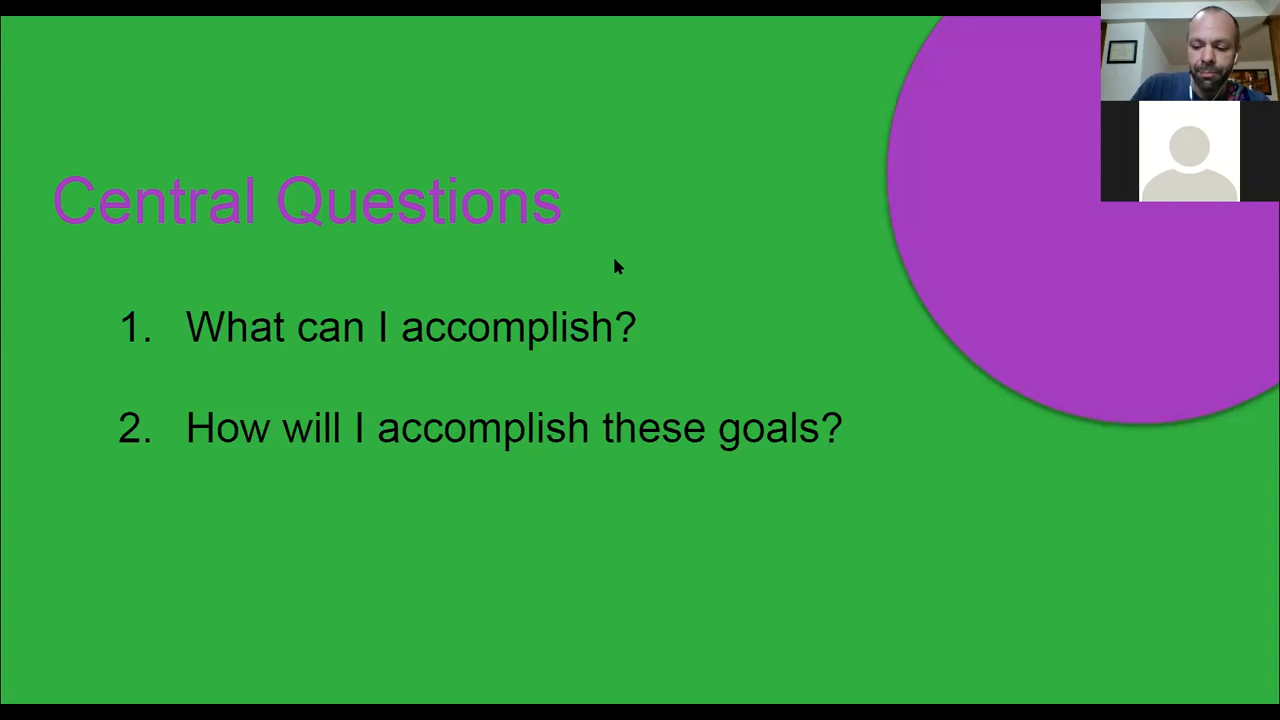 Central Questions
1. What can I accomplish?
2. How will I accomplish these goals?